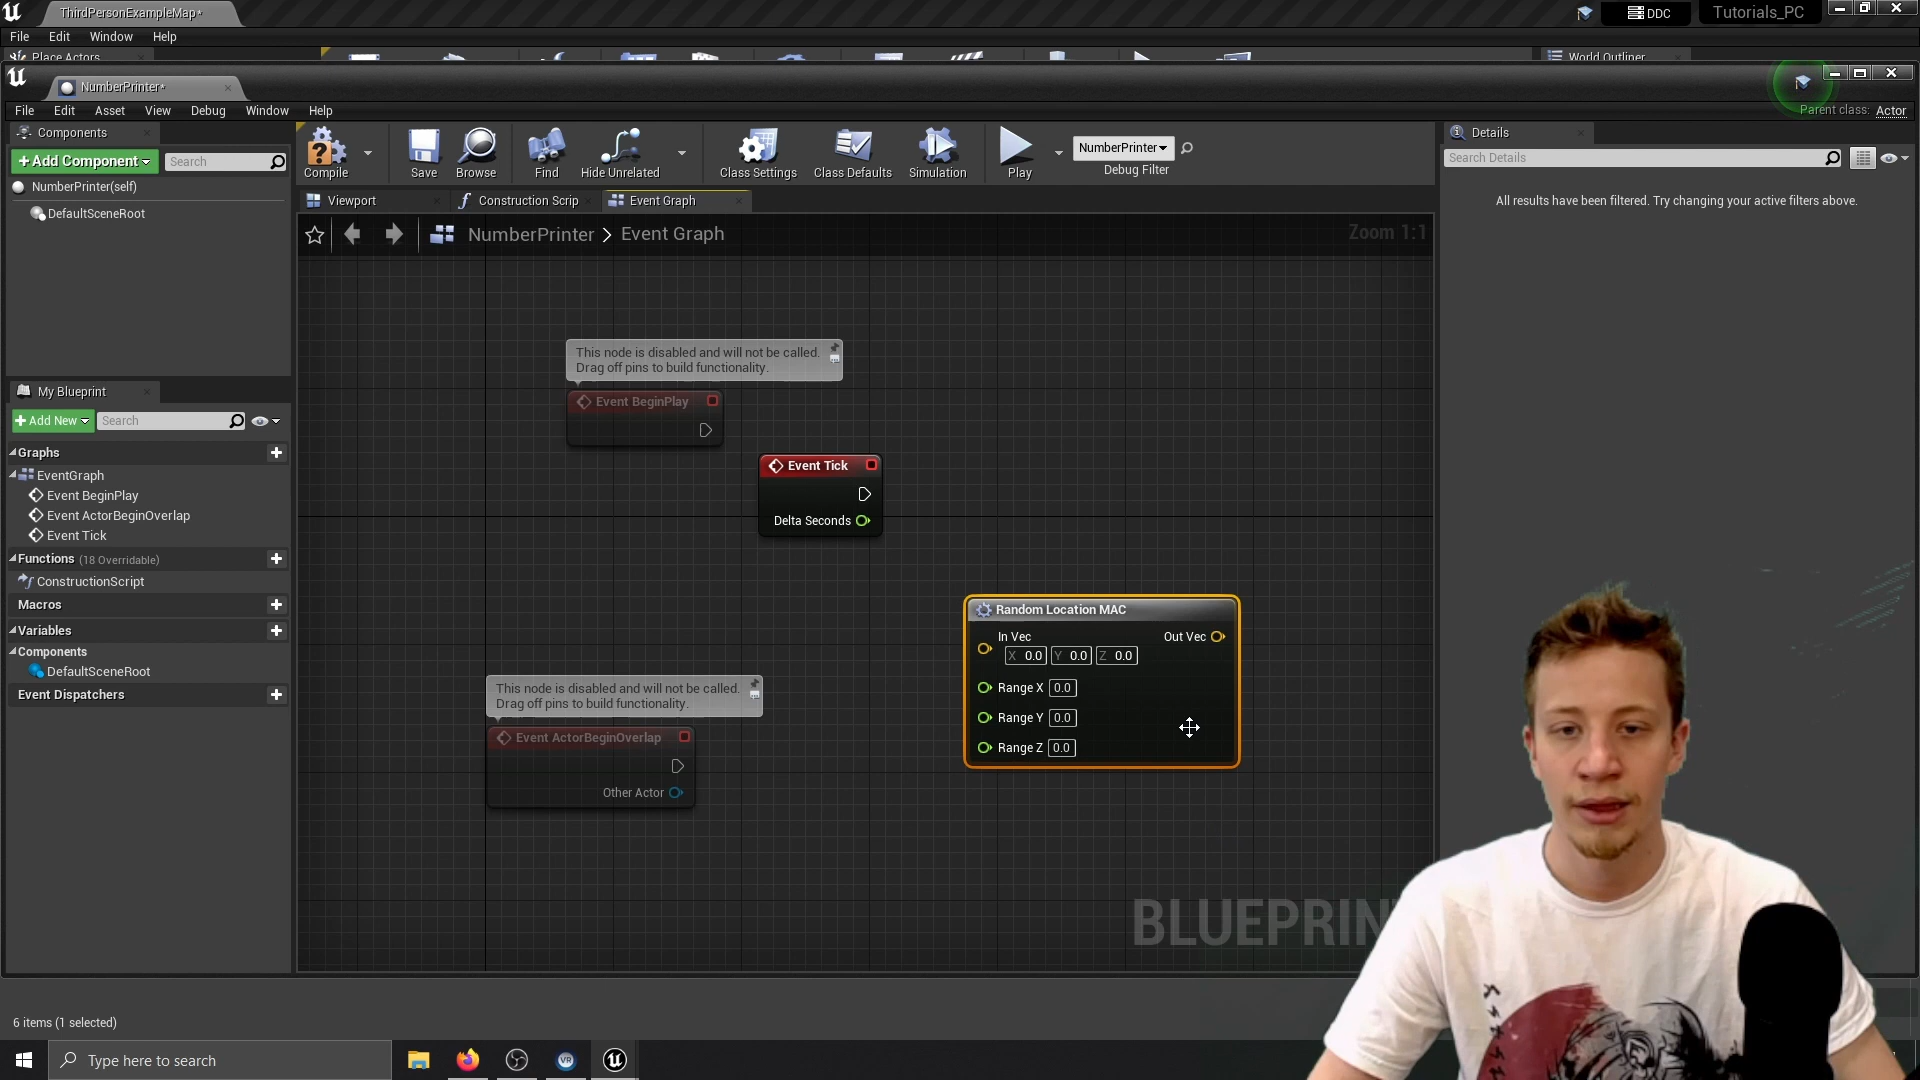 ThirdPersonExampleMap*
DDC
Tutorials_PC
File Edit Window Help
Place Actors
World Outliner
NumberPrinter*
File Edit Asset View Debug Window Help
Parent class: Actor
Components
+ Add Component
Search
NumberPrinter(self)
DefaultSceneRoot
Compile
Save
Browse
Find
Hide Unrelated
Class Settings
Class Defaults
Simulation
Play
NumberPrinter
Debug Filter
Details
Search Details
All results have been filtered. Try changing your active filters above.
Viewport
Construction Scrip
Event Graph
NumberPrinter > Event Graph
Zoom 1:1
This node is disabled and will not be called.
Drag off pins to build functionality.
Event BeginPlay
Event Tick
Delta Seconds
Random Location MAC
In Vec
Out Vec
X 0.0 Y 0.0 Z 0.0
Range X 0.0
Range Y 0.0
Range Z 0.0
This node is disabled and will not be called.
Drag off pins to build functionality.
Event ActorBeginOverlap
Other Actor
My Blueprint
+ Add New
Search
Graphs
EventGraph
Event BeginPlay
Event ActorBeginOverlap
Event Tick
Functions (18 Overridable)
ConstructionScript
Macros
Variables
Components
DefaultSceneRoot
Event Dispatchers
6 items (1 selected)
Type here to search
VR